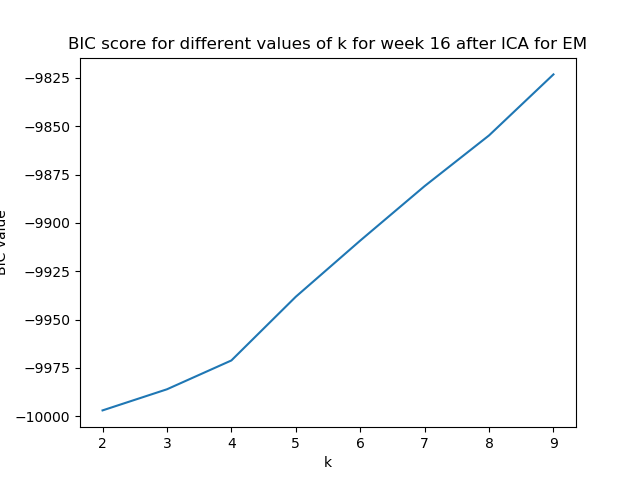 BIC score for different values of k for week 16 after ICA for EM
−9825
−9850
−9875
−9900
−9925
−9950
−9975
−10000
BIC value
2 3 4 5 6 7 8 9
k